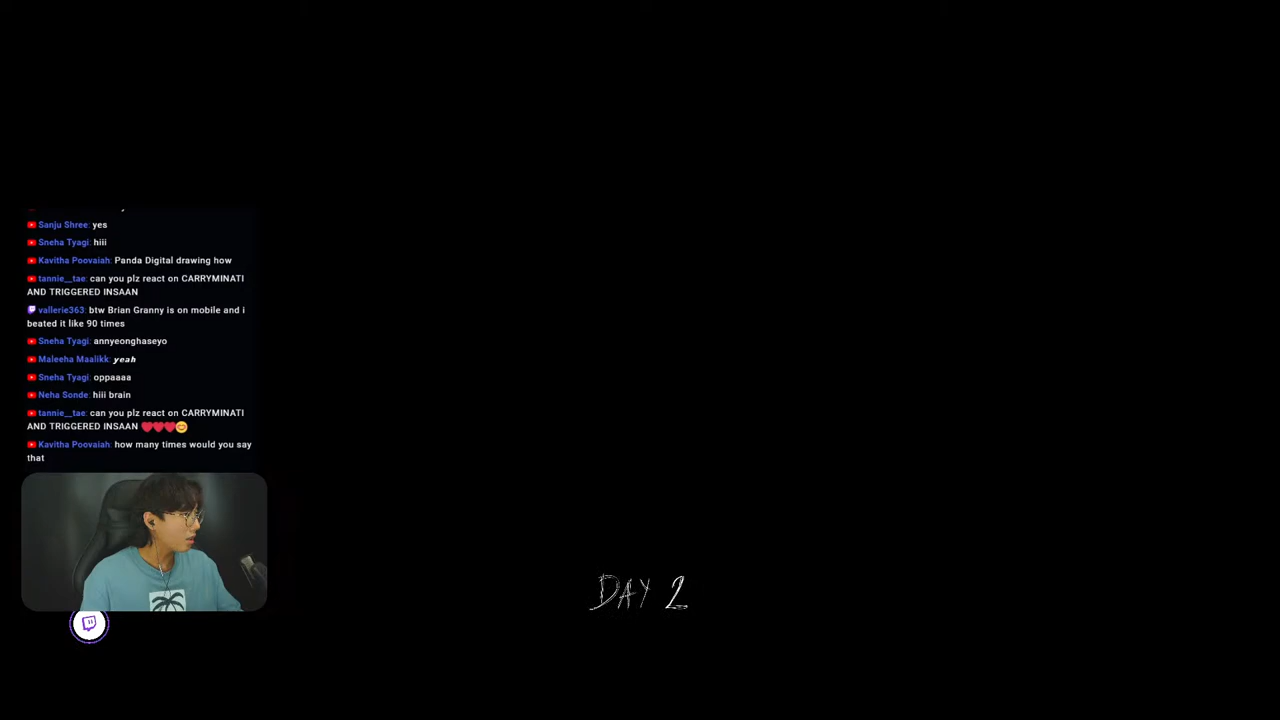 Sanju Shree: yes
Sneha Tyagi: hiii
Kavitha Poovaiah: Panda Digital drawing how
tannie__tae: can you plz react on CARRYMINATI
AND TRIGGERED INSAAN
vallerie363: btw Brian Granny is on mobile and i
beated it like 90 times
Sneha Tyagi: annyeonghaseyo
Maleeha Maalikk: yeah
Sneha Tyagi: oppaaaa
Neha Sonde: hiii brain
tannie__tae: can you plz react on CARRYMINATI
AND TRIGGERED INSAAN ❤❤❤😊
Kavitha Poovaiah: how many times would you say
that
DAY 2